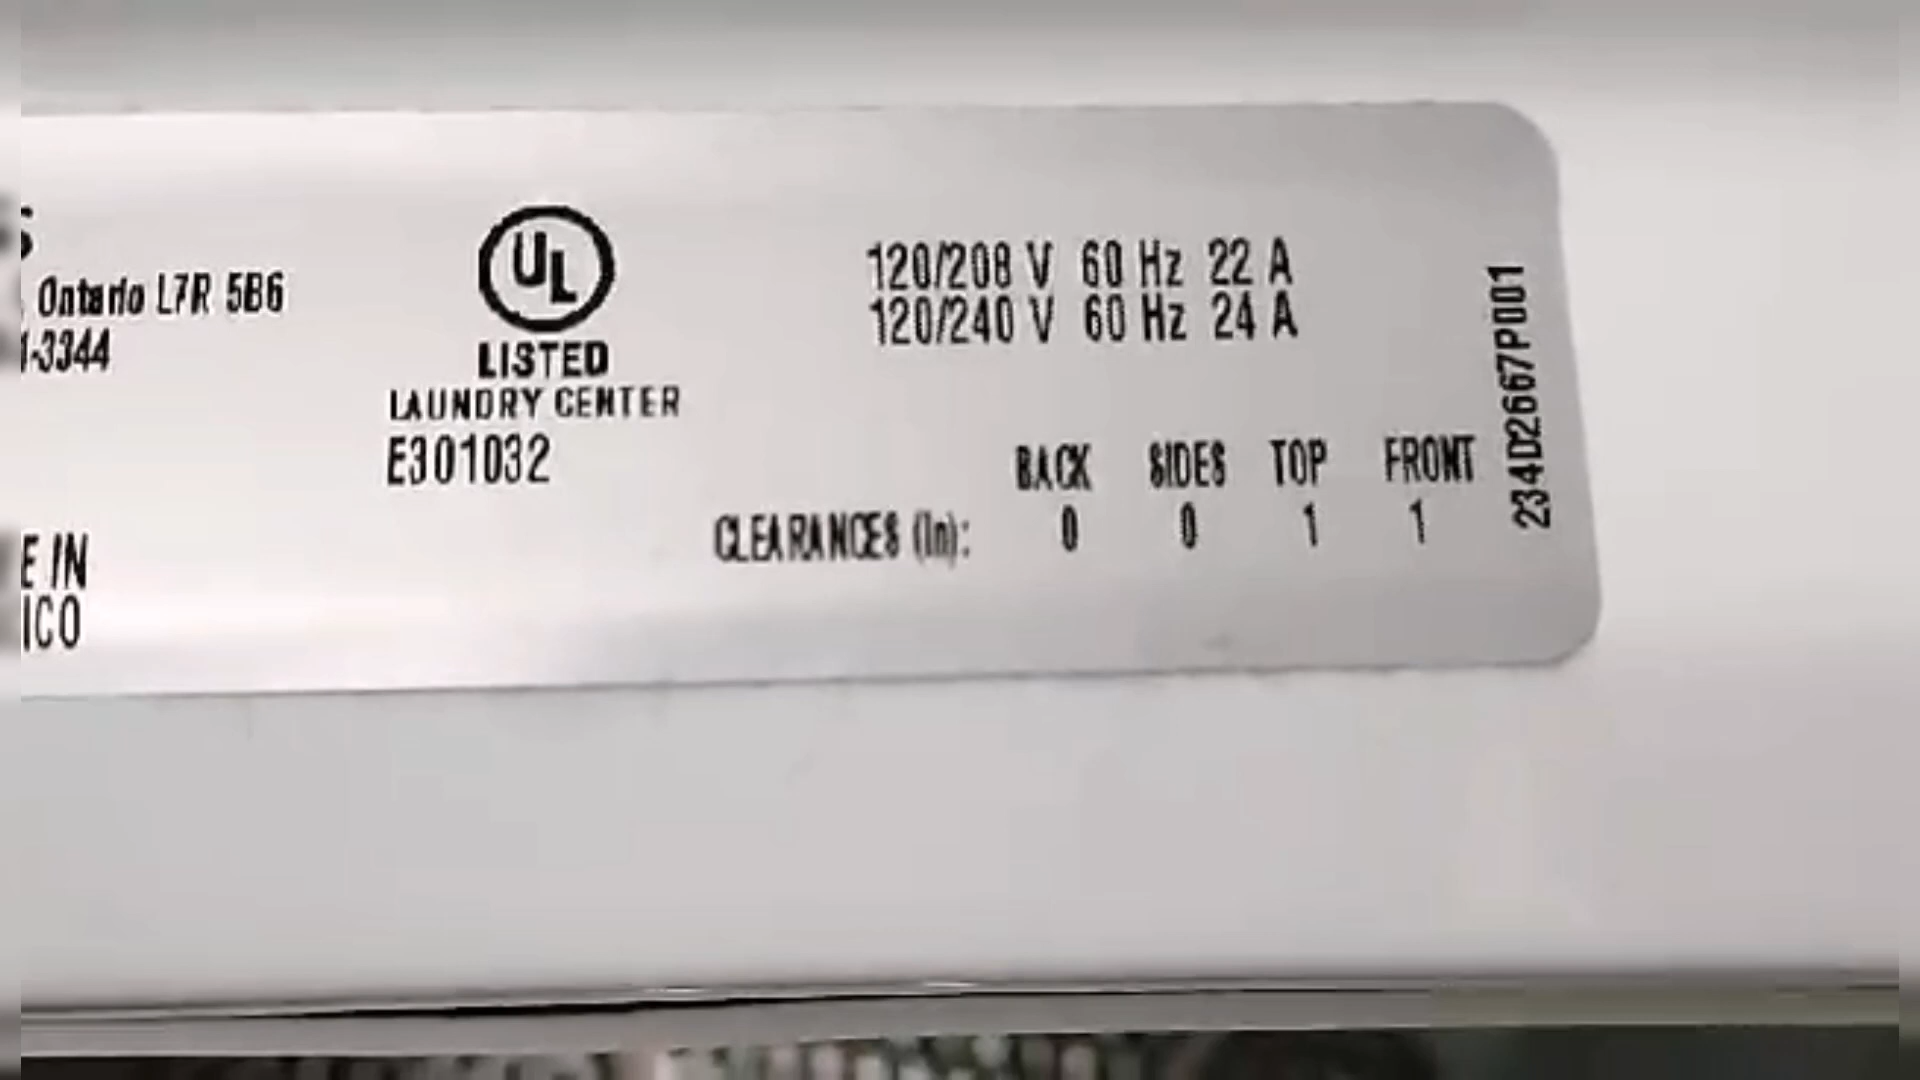 S
Ontario L7R 5B6
1-3344
E IN
ICO
UL
LISTED
LAUNDRY CENTER
E301032
120/208 V 60 Hz 22 A
120/240 V 60 Hz 24 A
BACK SIDES TOP FRONT
CLEARANCES (In): 0 0 1 1
234D2667P001